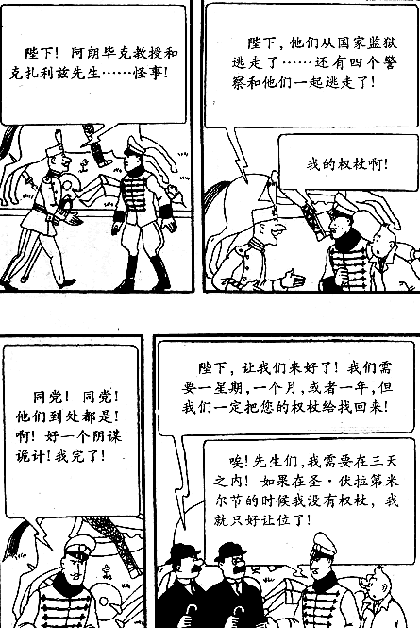 陛下！阿朗毕克教授和
克扎利兹先生……怪事！
陛下，他们从国家监狱
逃走了……还有四个警
察和他们一起逃走了！
我的权杖啊！
同党！同党！
他们到处都是！
啊！好一个阴谋
诡计！我完了！
陛下，让我们来好了！我们需
要一星期，一个月，或者一年，但
我们一定把您的权杖给找回来！
唉！先生们，我需要在三天
之内！如果在圣·伏拉第米
尔节的时候我没有权杖，我
就只好让位了！